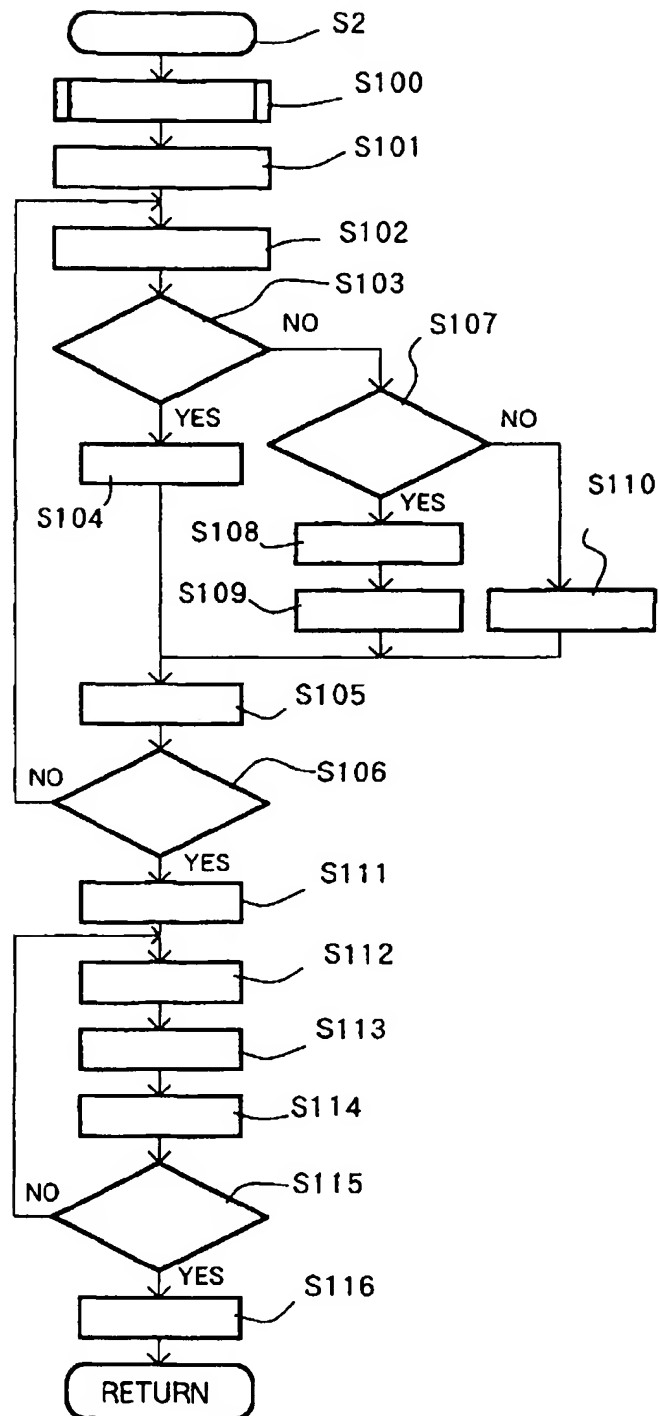 S2
S100
S101
S102
S103
NO
S107
YES
NO
S104
YES
S110
S108
S109
S105
NO
S106
YES
S111
S112
S113
S114
NO
S115
YES
S116
RETURN